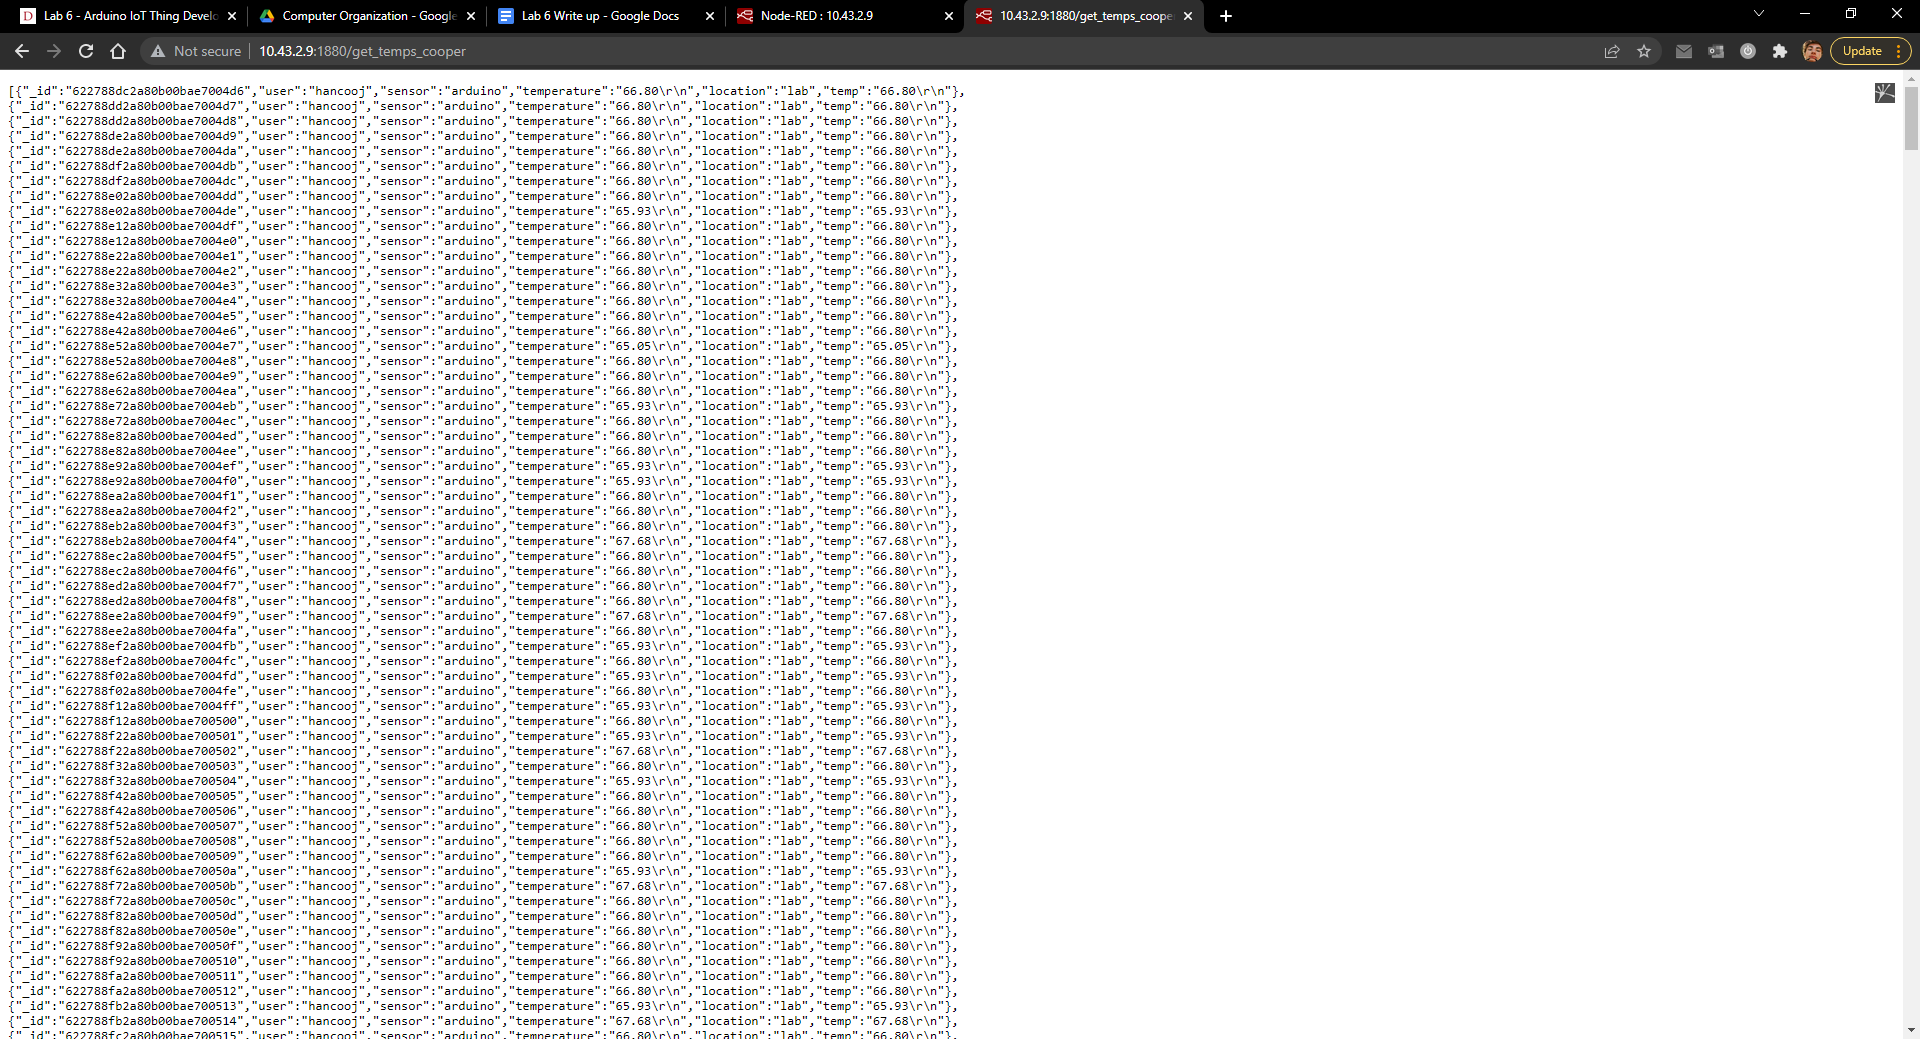 Lab 6 - Arduino IoT Thing Develo
Computer Organization - Google
Lab 6 Write up - Google Docs
Node-RED : 10.43.2.9
10.43.2.9:1880/get_temps_coope
Not secure
10.43.2.9:1880/get_temps_cooper
Update
[{"_id":"622788dc2a80b00bae7004d6","user":"hancooj","sensor":"arduino","temperature":"66.80\r\n","location":"lab","temp":"66.80\r\n"},
{"_id":"622788dd2a80b00bae7004d7","user":"hancooj","sensor":"arduino","temperature":"66.80\r\n","location":"lab","temp":"66.80\r\n"},
{"_id":"622788dd2a80b00bae7004d8","user":"hancooj","sensor":"arduino","temperature":"66.80\r\n","location":"lab","temp":"66.80\r\n"},
{"_id":"622788de2a80b00bae7004d9","user":"hancooj","sensor":"arduino","temperature":"66.80\r\n","location":"lab","temp":"66.80\r\n"},
{"_id":"622788de2a80b00bae7004da","user":"hancooj","sensor":"arduino","temperature":"66.80\r\n","location":"lab","temp":"66.80\r\n"},
{"_id":"622788df2a80b00bae7004db","user":"hancooj","sensor":"arduino","temperature":"66.80\r\n","location":"lab","temp":"66.80\r\n"},
{"_id":"622788df2a80b00bae7004dc","user":"hancooj","sensor":"arduino","temperature":"66.80\r\n","location":"lab","temp":"66.80\r\n"},
{"_id":"622788e02a80b00bae7004dd","user":"hancooj","sensor":"arduino","temperature":"66.80\r\n","location":"lab","temp":"66.80\r\n"},
{"_id":"622788e02a80b00bae7004de","user":"hancooj","sensor":"arduino","temperature":"65.93\r\n","location":"lab","temp":"65.93\r\n"},
{"_id":"622788e12a80b00bae7004df","user":"hancooj","sensor":"arduino","temperature":"66.80\r\n","location":"lab","temp":"66.80\r\n"},
{"_id":"622788e12a80b00bae7004e0","user":"hancooj","sensor":"arduino","temperature":"66.80\r\n","location":"lab","temp":"66.80\r\n"},
{"_id":"622788e22a80b00bae7004e1","user":"hancooj","sensor":"arduino","temperature":"66.80\r\n","location":"lab","temp":"66.80\r\n"},
{"_id":"622788e22a80b00bae7004e2","user":"hancooj","sensor":"arduino","temperature":"66.80\r\n","location":"lab","temp":"66.80\r\n"},
{"_id":"622788e32a80b00bae7004e3","user":"hancooj","sensor":"arduino","temperature":"66.80\r\n","location":"lab","temp":"66.80\r\n"},
{"_id":"622788e32a80b00bae7004e4","user":"hancooj","sensor":"arduino","temperature":"66.80\r\n","location":"lab","temp":"66.80\r\n"},
{"_id":"622788e42a80b00bae7004e5","user":"hancooj","sensor":"arduino","temperature":"66.80\r\n","location":"lab","temp":"66.80\r\n"},
{"_id":"622788e42a80b00bae7004e6","user":"hancooj","sensor":"arduino","temperature":"66.80\r\n","location":"lab","temp":"66.80\r\n"},
{"_id":"622788e52a80b00bae7004e7","user":"hancooj","sensor":"arduino","temperature":"65.05\r\n","location":"lab","temp":"65.05\r\n"},
{"_id":"622788e52a80b00bae7004e8","user":"hancooj","sensor":"arduino","temperature":"66.80\r\n","location":"lab","temp":"66.80\r\n"},
{"_id":"622788e62a80b00bae7004e9","user":"hancooj","sensor":"arduino","temperature":"66.80\r\n","location":"lab","temp":"66.80\r\n"},
{"_id":"622788e62a80b00bae7004ea","user":"hancooj","sensor":"arduino","temperature":"66.80\r\n","location":"lab","temp":"66.80\r\n"},
{"_id":"622788e72a80b00bae7004eb","user":"hancooj","sensor":"arduino","temperature":"65.93\r\n","location":"lab","temp":"65.93\r\n"},
{"_id":"622788e72a80b00bae7004ec","user":"hancooj","sensor":"arduino","temperature":"66.80\r\n","location":"lab","temp":"66.80\r\n"},
{"_id":"622788e82a80b00bae7004ed","user":"hancooj","sensor":"arduino","temperature":"66.80\r\n","location":"lab","temp":"66.80\r\n"},
{"_id":"622788e82a80b00bae7004ee","user":"hancooj","sensor":"arduino","temperature":"66.80\r\n","location":"lab","temp":"66.80\r\n"},
{"_id":"622788e92a80b00bae7004ef","user":"hancooj","sensor":"arduino","temperature":"65.93\r\n","location":"lab","temp":"65.93\r\n"},
{"_id":"622788e92a80b00bae7004f0","user":"hancooj","sensor":"arduino","temperature":"65.93\r\n","location":"lab","temp":"65.93\r\n"},
{"_id":"622788ea2a80b00bae7004f1","user":"hancooj","sensor":"arduino","temperature":"66.80\r\n","location":"lab","temp":"66.80\r\n"},
{"_id":"622788ea2a80b00bae7004f2","user":"hancooj","sensor":"arduino","temperature":"66.80\r\n","location":"lab","temp":"66.80\r\n"},
{"_id":"622788eb2a80b00bae7004f3","user":"hancooj","sensor":"arduino","temperature":"66.80\r\n","location":"lab","temp":"66.80\r\n"},
{"_id":"622788eb2a80b00bae7004f4","user":"hancooj","sensor":"arduino","temperature":"67.68\r\n","location":"lab","temp":"67.68\r\n"},
{"_id":"622788ec2a80b00bae7004f5","user":"hancooj","sensor":"arduino","temperature":"66.80\r\n","location":"lab","temp":"66.80\r\n"},
{"_id":"622788ec2a80b00bae7004f6","user":"hancooj","sensor":"arduino","temperature":"66.80\r\n","location":"lab","temp":"66.80\r\n"},
{"_id":"622788ed2a80b00bae7004f7","user":"hancooj","sensor":"arduino","temperature":"66.80\r\n","location":"lab","temp":"66.80\r\n"},
{"_id":"622788ed2a80b00bae7004f8","user":"hancooj","sensor":"arduino","temperature":"66.80\r\n","location":"lab","temp":"66.80\r\n"},
{"_id":"622788ee2a80b00bae7004f9","user":"hancooj","sensor":"arduino","temperature":"67.68\r\n","location":"lab","temp":"67.68\r\n"},
{"_id":"622788ee2a80b00bae7004fa","user":"hancooj","sensor":"arduino","temperature":"66.80\r\n","location":"lab","temp":"66.80\r\n"},
{"_id":"622788ef2a80b00bae7004fb","user":"hancooj","sensor":"arduino","temperature":"65.93\r\n","location":"lab","temp":"65.93\r\n"},
{"_id":"622788ef2a80b00bae7004fc","user":"hancooj","sensor":"arduino","temperature":"66.80\r\n","location":"lab","temp":"66.80\r\n"},
{"_id":"622788f02a80b00bae7004fd","user":"hancooj","sensor":"arduino","temperature":"65.93\r\n","location":"lab","temp":"65.93\r\n"},
{"_id":"622788f02a80b00bae7004fe","user":"hancooj","sensor":"arduino","temperature":"66.80\r\n","location":"lab","temp":"66.80\r\n"},
{"_id":"622788f12a80b00bae7004ff","user":"hancooj","sensor":"arduino","temperature":"65.93\r\n","location":"lab","temp":"65.93\r\n"},
{"_id":"622788f12a80b00bae700500","user":"hancooj","sensor":"arduino","temperature":"66.80\r\n","location":"lab","temp":"66.80\r\n"},
{"_id":"622788f22a80b00bae700501","user":"hancooj","sensor":"arduino","temperature":"65.93\r\n","location":"lab","temp":"65.93\r\n"},
{"_id":"622788f22a80b00bae700502","user":"hancooj","sensor":"arduino","temperature":"67.68\r\n","location":"lab","temp":"67.68\r\n"},
{"_id":"622788f32a80b00bae700503","user":"hancooj","sensor":"arduino","temperature":"66.80\r\n","location":"lab","temp":"66.80\r\n"},
{"_id":"622788f32a80b00bae700504","user":"hancooj","sensor":"arduino","temperature":"65.93\r\n","location":"lab","temp":"65.93\r\n"},
{"_id":"622788f42a80b00bae700505","user":"hancooj","sensor":"arduino","temperature":"66.80\r\n","location":"lab","temp":"66.80\r\n"},
{"_id":"622788f42a80b00bae700506","user":"hancooj","sensor":"arduino","temperature":"66.80\r\n","location":"lab","temp":"66.80\r\n"},
{"_id":"622788f52a80b00bae700507","user":"hancooj","sensor":"arduino","temperature":"66.80\r\n","location":"lab","temp":"66.80\r\n"},
{"_id":"622788f52a80b00bae700508","user":"hancooj","sensor":"arduino","temperature":"66.80\r\n","location":"lab","temp":"66.80\r\n"},
{"_id":"622788f62a80b00bae700509","user":"hancooj","sensor":"arduino","temperature":"66.80\r\n","location":"lab","temp":"66.80\r\n"},
{"_id":"622788f62a80b00bae70050a","user":"hancooj","sensor":"arduino","temperature":"65.93\r\n","location":"lab","temp":"65.93\r\n"},
{"_id":"622788f72a80b00bae70050b","user":"hancooj","sensor":"arduino","temperature":"67.68\r\n","location":"lab","temp":"67.68\r\n"},
{"_id":"622788f72a80b00bae70050c","user":"hancooj","sensor":"arduino","temperature":"66.80\r\n","location":"lab","temp":"66.80\r\n"},
{"_id":"622788f82a80b00bae70050d","user":"hancooj","sensor":"arduino","temperature":"66.80\r\n","location":"lab","temp":"66.80\r\n"},
{"_id":"622788f82a80b00bae70050e","user":"hancooj","sensor":"arduino","temperature":"66.80\r\n","location":"lab","temp":"66.80\r\n"},
{"_id":"622788f92a80b00bae70050f","user":"hancooj","sensor":"arduino","temperature":"66.80\r\n","location":"lab","temp":"66.80\r\n"},
{"_id":"622788f92a80b00bae700510","user":"hancooj","sensor":"arduino","temperature":"66.80\r\n","location":"lab","temp":"66.80\r\n"},
{"_id":"622788fa2a80b00bae700511","user":"hancooj","sensor":"arduino","temperature":"66.80\r\n","location":"lab","temp":"66.80\r\n"},
{"_id":"622788fa2a80b00bae700512","user":"hancooj","sensor":"arduino","temperature":"66.80\r\n","location":"lab","temp":"66.80\r\n"},
{"_id":"622788fb2a80b00bae700513","user":"hancooj","sensor":"arduino","temperature":"65.93\r\n","location":"lab","temp":"65.93\r\n"},
{"_id":"622788fb2a80b00bae700514","user":"hancooj","sensor":"arduino","temperature":"67.68\r\n","location":"lab","temp":"67.68\r\n"},
{"_id":"622788fc2a80b00bae700515","user":"hancooj","sensor":"arduino","temperature":"66.80\r\n","location":"lab","temp":"66.80\r\n"},